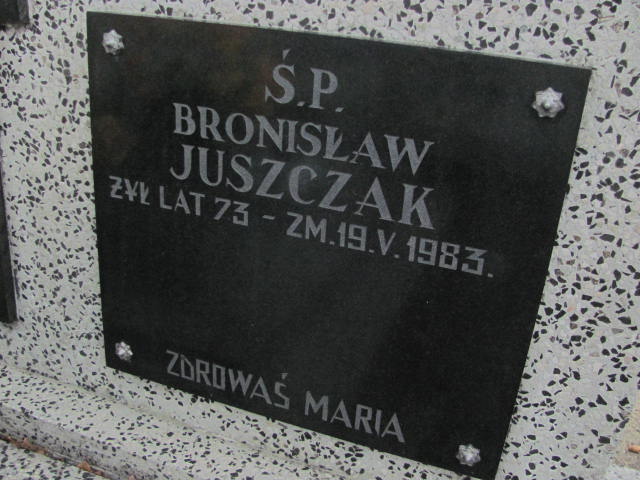 Ś.P.
BRONISŁAW
JUSZCZAK
ŻYŁ LAT 73 - ZM.19.V.1983.
ZDROWAŚ MARIA